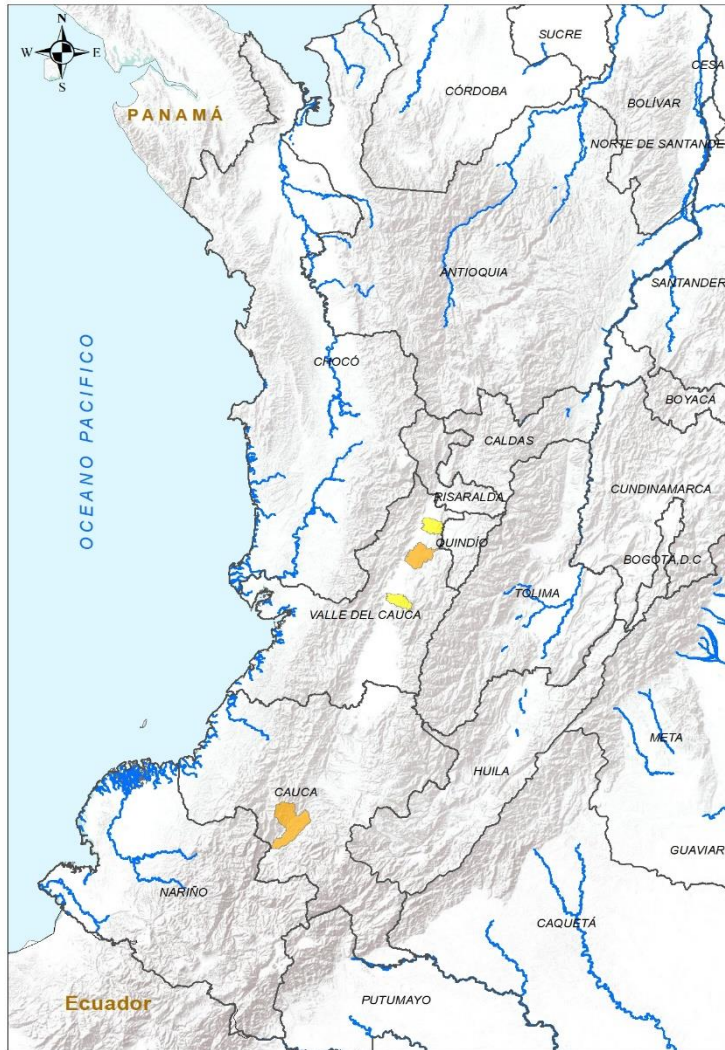 N
W E
S
SUCRE
CESA
CÓRDOBA
BOLÍVAR
PANAMÁ
NORTE DE SANTANDE
ANTIOQUIA
SANTANDER
OCEANO PACIFICO
CHOCÓ
BOYACÁ
CALDAS
CUNDINAMARCA
RISARALDA
QUINDÍO
BOGOTÁ,D.C
TOLIMA
VALLE DEL CAUCA
META
HUILA
CAUCA
GUAVIAR
NARIÑO
CAQUETÁ
Ecuador
PUTUMAYO